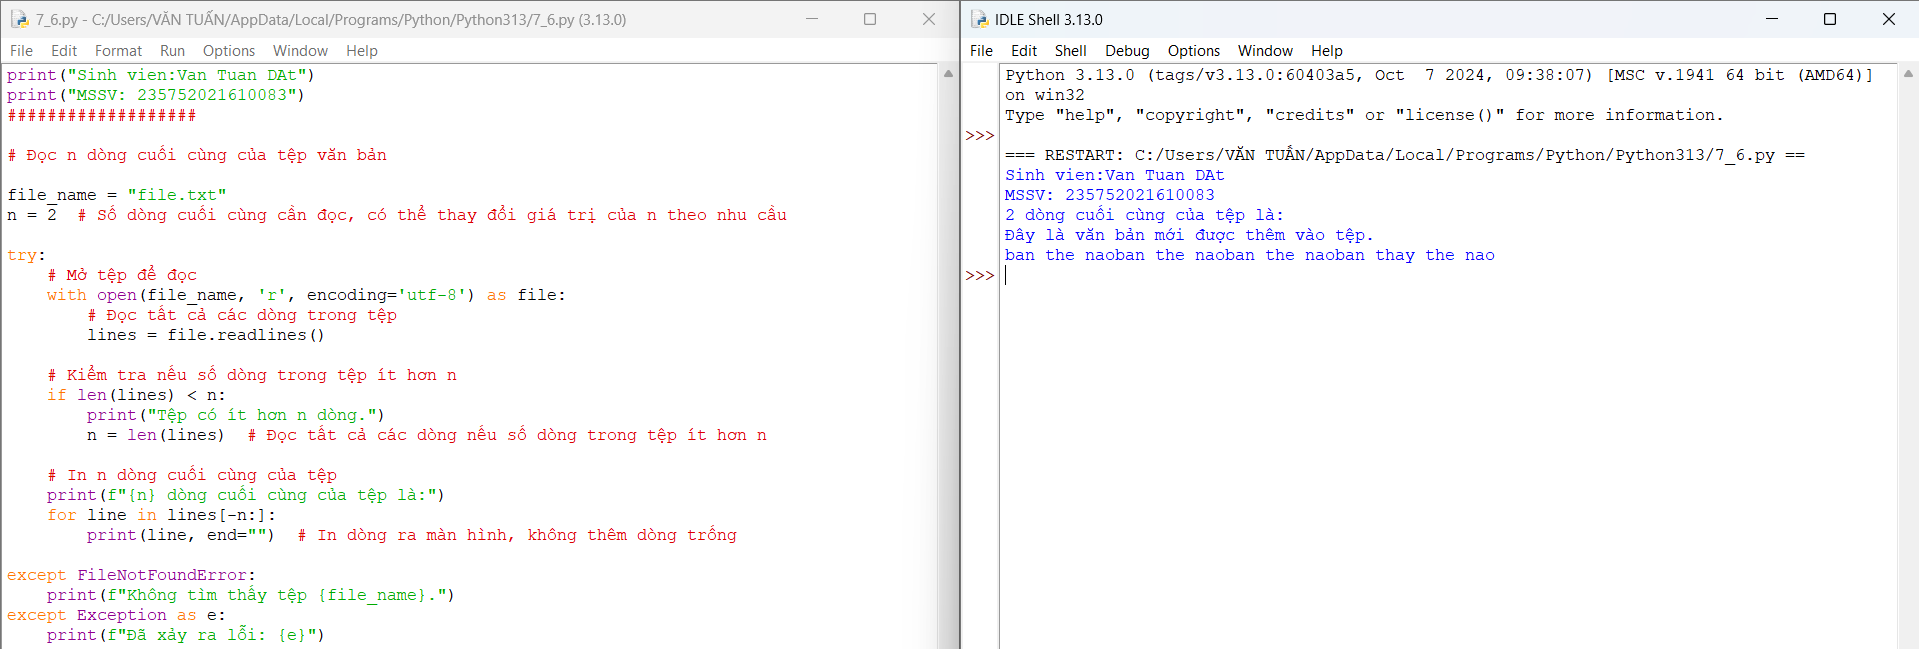 7_6.py - C:/Users/VĂN TUẤN/AppData/Local/Programs/Python/Python313/7_6.py (3.13.0)
File Edit Format Run Options Window Help
print("Sinh vien:Van Tuan DAt")
print("MSSV: 235752021610083")
###################
# Đọc n dòng cuối cùng của tệp văn bản
file_name = "file.txt"
n = 2  # Số dòng cuối cùng cần đọc, có thể thay đổi giá trị của n theo nhu cầu
try:
    # Mở tệp để đọc
    with open(file_name, 'r', encoding='utf-8') as file:
        # Đọc tất cả các dòng trong tệp
        lines = file.readlines()
    # Kiểm tra nếu số dòng trong tệp ít hơn n
    if len(lines) < n:
        print("Tệp có ít hơn n dòng.")
        n = len(lines)  # Đọc tất cả các dòng nếu số dòng trong tệp ít hơn n
    # In n dòng cuối cùng của tệp
    print(f"{n} dòng cuối cùng của tệp là:")
    for line in lines[-n:]:
        print(line, end="")  # In dòng ra màn hình, không thêm dòng trống
except FileNotFoundError:
    print(f"Không tìm thấy tệp {file_name}.")
except Exception as e:
    print(f"Đã xảy ra lỗi: {e}")
IDLE Shell 3.13.0
File Edit Shell Debug Options Window Help
Python 3.13.0 (tags/v3.13.0:60403a5, Oct  7 2024, 09:38:07) [MSC v.1941 64 bit (AMD64)]
on win32
Type "help", "copyright", "credits" or "license()" for more information.
>>>
=== RESTART: C:/Users/VĂN TUẤN/AppData/Local/Programs/Python/Python313/7_6.py ==
Sinh vien:Van Tuan DAt
MSSV: 235752021610083
2 dòng cuối cùng của tệp là:
Đây là văn bản mới được thêm vào tệp.
ban the naoban the naoban the naoban thay the nao
>>>